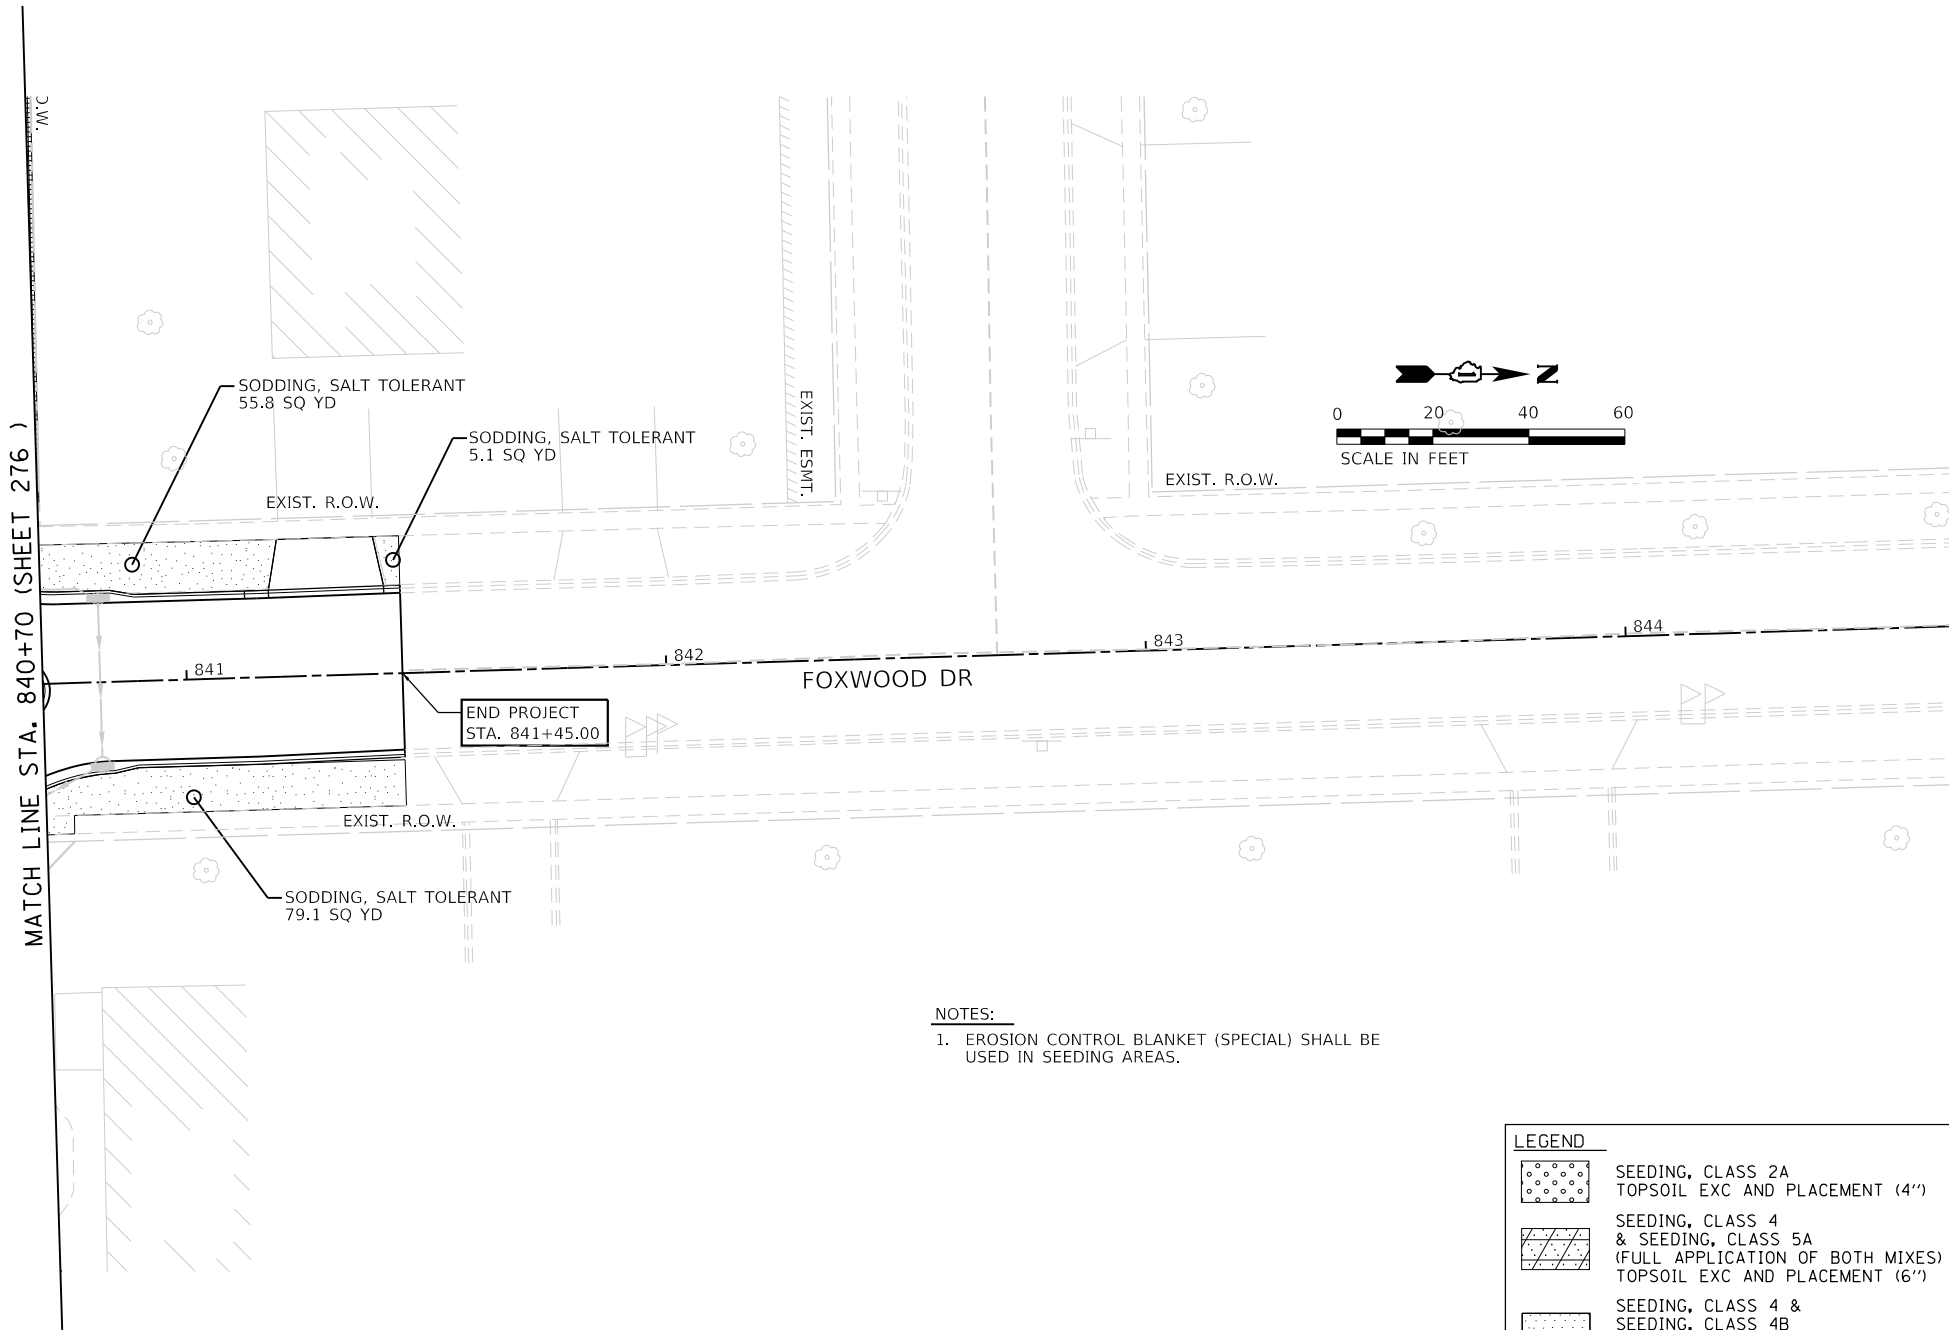 SODDING, SALT TOLERANT
55.8 SQ YD
SODDING, SALT TOLERANT
5.1 SQ YD
EXIST. R.O.W.
EXIST. ESMT.
N
0 20 40 60
SCALE IN FEET
EXIST. R.O.W.
MATCH LINE STA. 840+70 (SHEET 276 )
841
842
843
844
FOXWOOD DR
END PROJECT
STA. 841+45.00
EXIST. R.O.W.
SODDING, SALT TOLERANT
79.1 SQ YD
NOTES:
1. EROSION CONTROL BLANKET (SPECIAL) SHALL BE
USED IN SEEDING AREAS.
LEGEND
SEEDING, CLASS 2A
TOPSOIL EXC AND PLACEMENT (4'')
SEEDING, CLASS 4
& SEEDING, CLASS 5A
(FULL APPLICATION OF BOTH MIXES)
TOPSOIL EXC AND PLACEMENT (6'')
SEEDING, CLASS 4 &
SEEDING, CLASS 4B